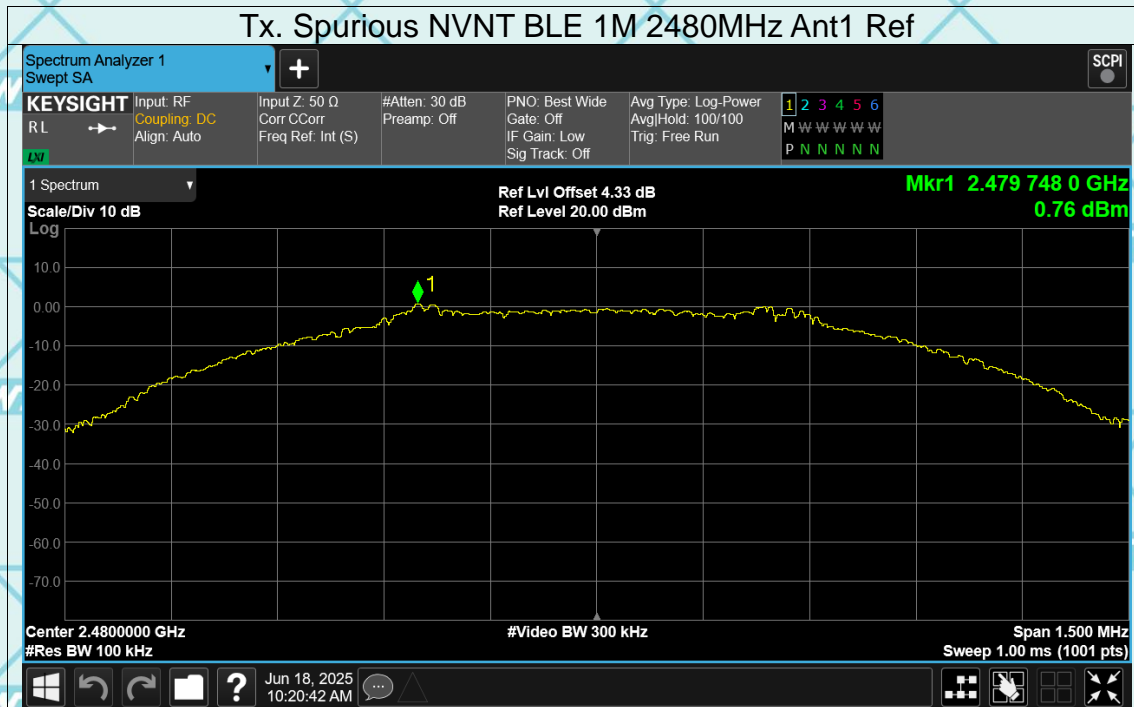 Tx. Spurious NVNT BLE 1M 2480MHz Ant1 Ref
Spectrum Analyzer 1
Swept SA
+
SCPI
KEYSIGHT
RL
LXI
Input: RF
Coupling: DC
Align: Auto
Input Z: 50 Ω
Corr CCorr
Freq Ref: Int (S)
#Atten: 30 dB
Preamp: Off
PNO: Best Wide
Gate: Off
IF Gain: Low
Sig Track: Off
Avg Type: Log-Power
Avg|Hold: 100/100
Trig: Free Run
1 2 3 4 5 6
M W W W W W
P N N N N N
1 Spectrum
Scale/Div 10 dB
Log
Ref Lvl Offset 4.33 dB
Ref Level 20.00 dBm
Mkr1 2.479 748 0 GHz
0.76 dBm
1
10.0
0.00
-10.0
-20.0
-30.0
-40.0
-50.0
-60.0
-70.0
Center 2.4800000 GHz
#Res BW 100 kHz
#Video BW 300 kHz
Span 1.500 MHz
Sweep 1.00 ms (1001 pts)
?
Jun 18, 2025
10:20:42 AM